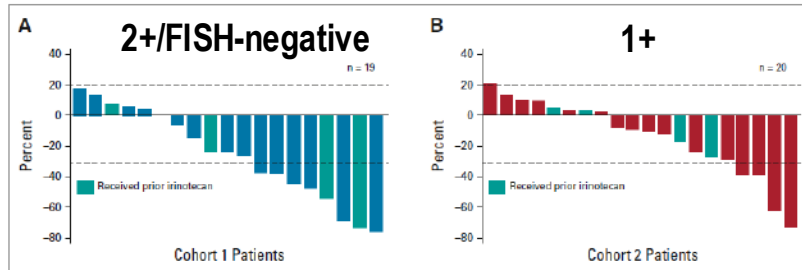 A
2+/FISH-negative
n = 19
40
20
0
–20
–40
–60
–80
Percent
Received prior irinotecan
Cohort 1 Patients
B
1+
n = 20
40
20
0
–20
–40
–60
–80
Percent
Received prior irinotecan
Cohort 2 Patients